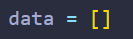 data = []